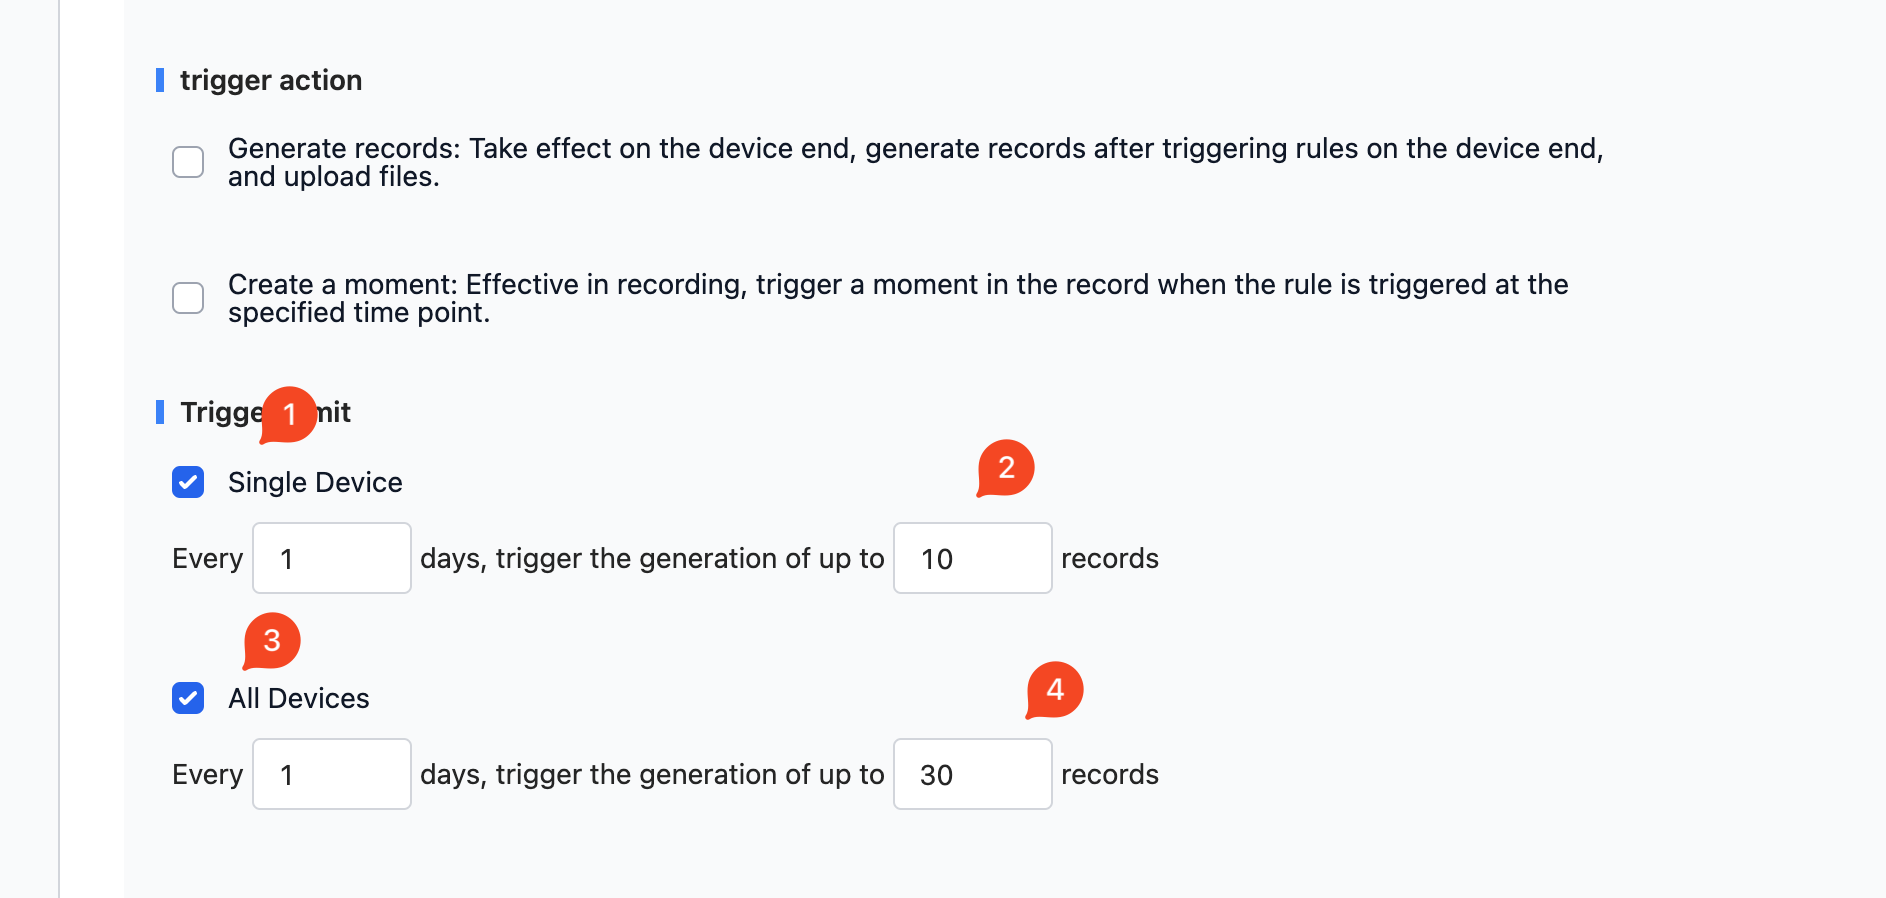 trigger action
Generate records: Take effect on the device end, generate records after triggering rules on the device end,
and upload files.
Create a moment: Effective in recording, trigger a moment in the record when the rule is triggered at the
specified time point.
1
2
Single Device
Every 1 days, trigger the generation of up to 10 records
3
4
All Devices
Every 1 days, trigger the generation of up to 30 records